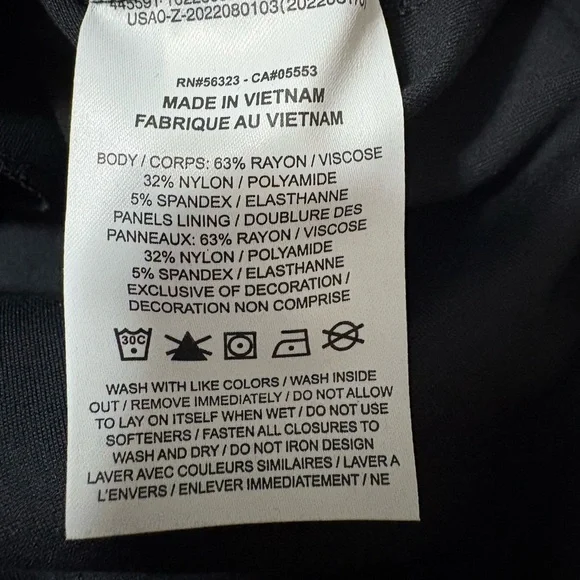 USA0-Z-2022080103
RN#56323 - CA#05553
MADE IN VIETNAM
FABRIQUE AU VIETNAM
BODY / CORPS: 63% RAYON / VISCOSE
32% NYLON / POLYAMIDE
5% SPANDEX / ELASTHANNE
PANELS LINING / DOUBLURE DES
PANNEAUX: 63% RAYON / VISCOSE
32% NYLON / POLYAMIDE
5% SPANDEX / ELASTHANNE
EXCLUSIVE OF DECORATION /
DECORATION NON COMPRISE
30C
WASH WITH LIKE COLORS / WASH INSIDE
OUT / REMOVE IMMEDIATELY / DO NOT ALLOW
TO LAY ON ITSELF WHEN WET / DO NOT USE
SOFTENERS / FASTEN ALL CLOSURES TO
WASH AND DRY / DO NOT IRON DESIGN
LAVER AVEC COULEURS SIMILAIRES / LAVER A
L'ENVERS / ENLEVER IMMEDIATEMENT / NE